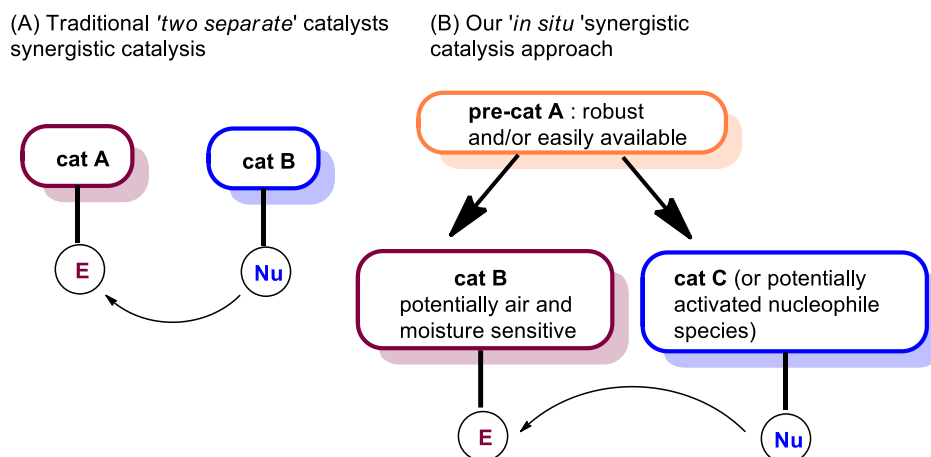 (A) Traditional 'two separate' catalysts
synergistic catalysis
cat A
cat B
E
Nu
(B) Our 'in situ 'synergistic
catalysis approach
pre-cat A : robust
and/or easily available
cat B
potentially air and
moisture sensitive
cat C (or potentially
activated nucleophile
species)
E
Nu